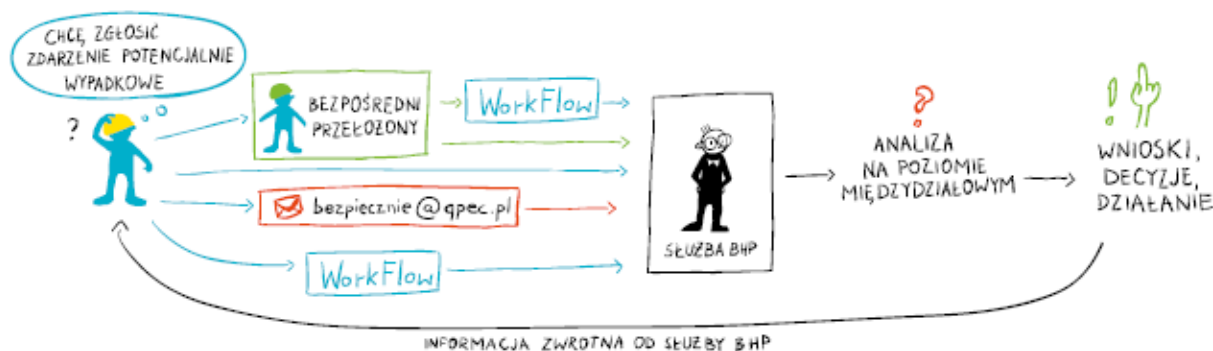 CHCĘ ZGŁOSIĆ
ZDARZENIE POTENCJALNIE
WYPADKOWE
?
BEZPOŚREDNI
PRZEŁOŻONY
WorkFlow
bezpiecznie@gpec.pl
WorkFlow
SŁUŻBA BHP
?
ANALIZA
NA POZIOMIE
MIĘDZYDZIAŁOWYM
!
WNIOSKI,
DECYZJE,
DZIAŁANIE
INFORMACJA ZWROTNA OD SŁUŻBY BHP